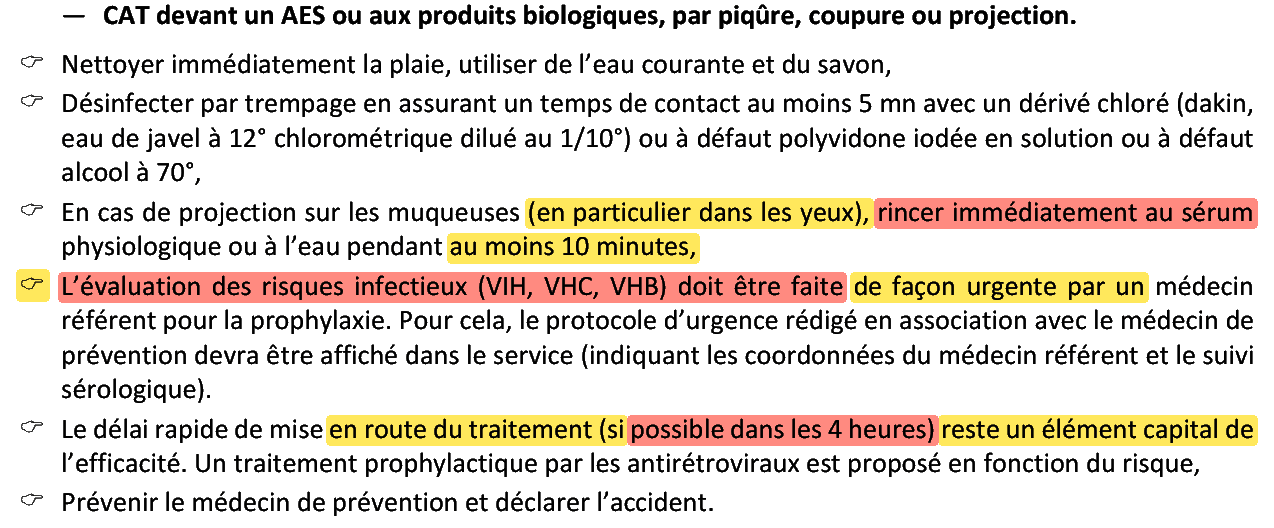 — CAT devant un AES ou aux produits biologiques, par piqûre, coupure ou projection.
☞ Nettoyer immédiatement la plaie, utiliser de l’eau courante et du savon,
☞ Désinfecter par trempage en assurant un temps de contact au moins 5 mn avec un dérivé chloré (dakin,
eau de javel à 12° chlorométrique dilué au 1/10°) ou à défaut polyvidone iodée en solution ou à défaut
alcool à 70°,
☞ En cas de projection sur les muqueuses (en particulier dans les yeux), rincer immédiatement au sérum
physiologique ou à l’eau pendant au moins 10 minutes,
☞ L’évaluation des risques infectieux (VIH, VHC, VHB) doit être faite de façon urgente par un médecin
référent pour la prophylaxie. Pour cela, le protocole d’urgence rédigé en association avec le médecin de
prévention devra être affiché dans le service (indiquant les coordonnées du médecin référent et le suivi
sérologique).
☞ Le délai rapide de mise en route du traitement (si possible dans les 4 heures) reste un élément capital de
l’efficacité. Un traitement prophylactique par les antirétroviraux est proposé en fonction du risque,
☞ Prévenir le médecin de prévention et déclarer l’accident.